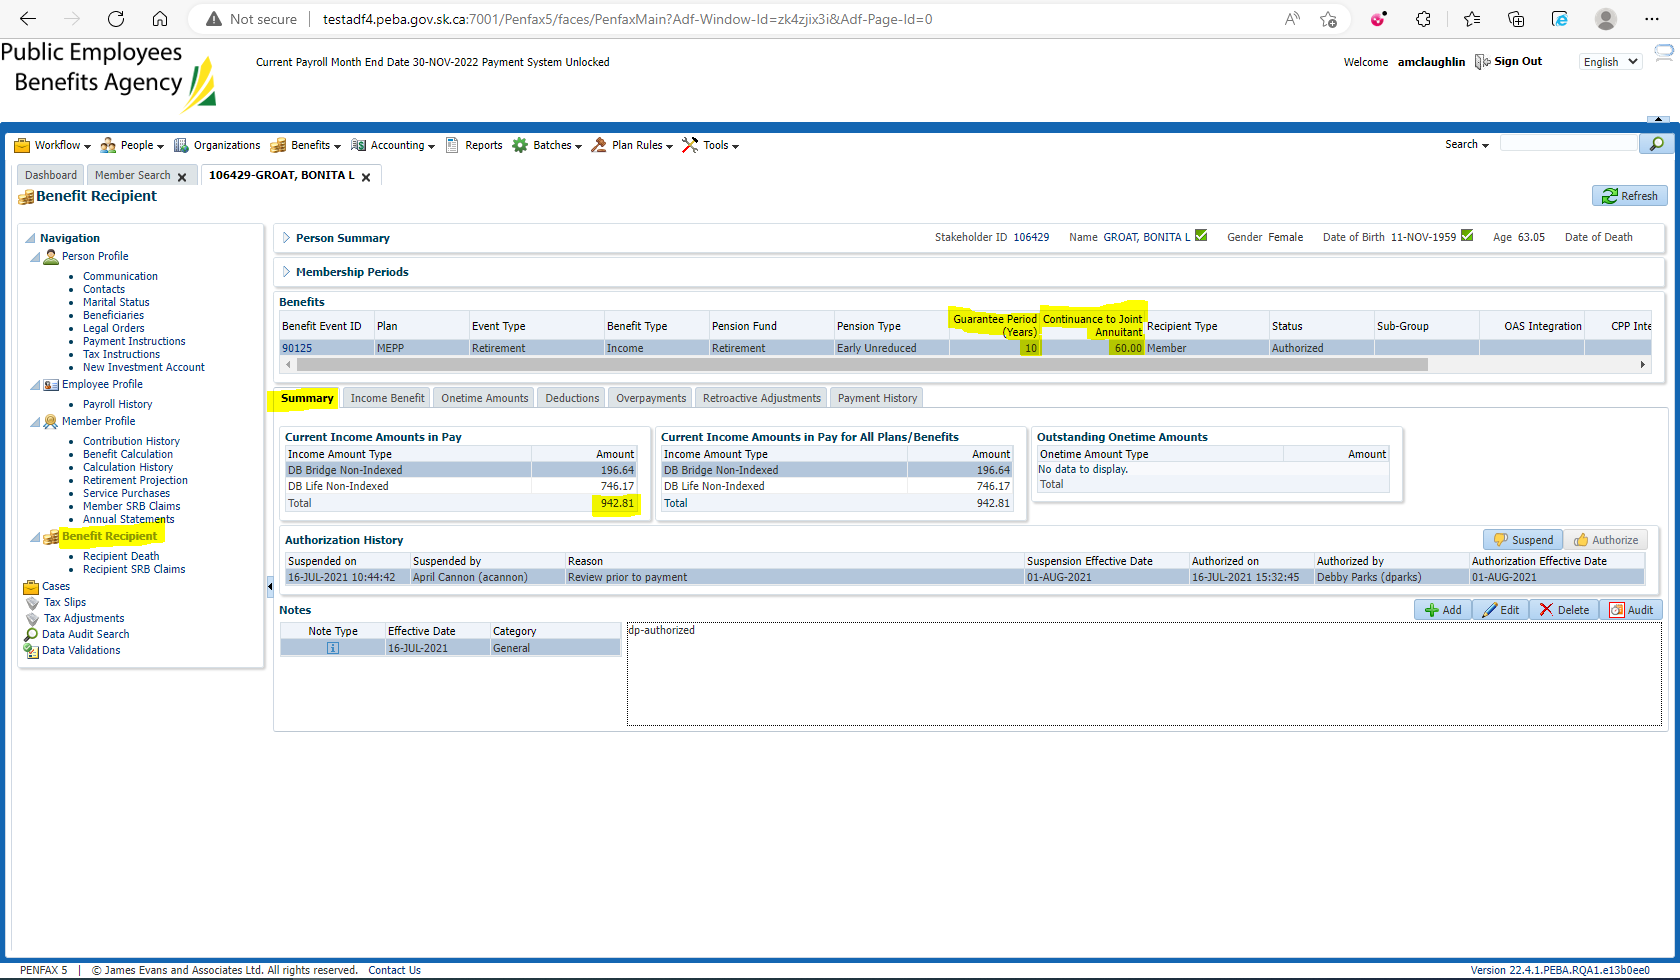 Not secure testadf4.peba.gov.sk.ca:7001/Penfax5/faces/PenfaxMain?Adf-Window-Id=zk4zjix3i&Adf-Page-Id=0
Public Employees
Benefits Agency
Current Payroll Month End Date 30-NOV-2022 Payment System Unlocked
Welcome amclaughlin Sign Out English
Workflow People Organizations Benefits Accounting Reports Batches Plan Rules Tools Search
Dashboard Member Search 106429-GROAT, BONITA L
Benefit Recipient Refresh
Navigation
Person Profile
Communication
Contacts
Marital Status
Beneficiaries
Legal Orders
Payment Instructions
Tax Instructions
New Investment Account
Employee Profile
Payroll History
Member Profile
Contribution History
Benefit Calculation
Calculation History
Retirement Projection
Service Purchases
Member SRB Claims
Annual Statements
Benefit Recipient
Recipient Death
Recipient SRB Claims
Cases
Tax Slips
Tax Adjustments
Data Audit Search
Data Validations
Person Summary Stakeholder ID 106429 Name GROAT, BONITA L Gender Female Date of Birth 11-NOV-1959 Age 63.05 Date of Death
Membership Periods
Benefits
Benefit Event ID Plan Event Type Benefit Type Pension Fund Pension Type Guarantee Period (Years) Continuance to Joint Annuitant Recipient Type Status Sub-Group OAS Integration CPP Inte
90125 MEPP Retirement Income Retirement Early Unreduced 10 60.00 Member Authorized
Summary Income Benefit Onetime Amounts Deductions Overpayments Retroactive Adjustments Payment History
Current Income Amounts in Pay
Income Amount Type Amount
DB Bridge Non-Indexed 196.64
DB Life Non-Indexed 746.17
Total 942.81
Current Income Amounts in Pay for All Plans/Benefits
Income Amount Type Amount
DB Bridge Non-Indexed 196.64
DB Life Non-Indexed 746.17
Total 942.81
Outstanding Onetime Amounts
Onetime Amount Type Amount
No data to display.
Total
Authorization History Suspend Authorize
Suspended on Suspended by Reason Suspension Effective Date Authorized on Authorized by Authorization Effective Date
16-JUL-2021 10:44:42 April Cannon (acannon) Review prior to payment 01-AUG-2021 16-JUL-2021 15:32:45 Debby Parks (dparks) 01-AUG-2021
Notes Add Edit Delete Audit
Note Type Effective Date Category
16-JUL-2021 General
dp-authorized
PENFAX 5 | © James Evans and Associates Ltd. All rights reserved. Contact Us Version 22.4.1.PEBA.RQA1.e13b0ee0